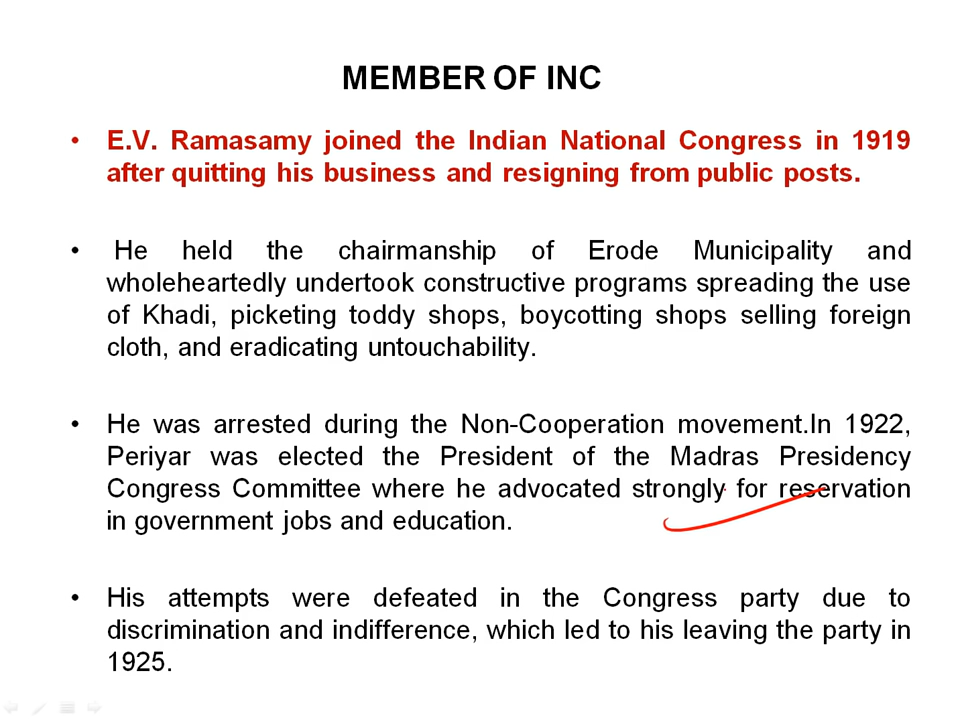 MEMBER OF INC
• E.V. Ramasamy joined the Indian National Congress in 1919
after quitting his business and resigning from public posts.
• He held the chairmanship of Erode Municipality and
wholeheartedly undertook constructive programs spreading the use
of Khadi, picketing toddy shops, boycotting shops selling foreign
cloth, and eradicating untouchability.
• He was arrested during the Non-Cooperation movement.In 1922,
Periyar was elected the President of the Madras Presidency
Congress Committee where he advocated strongly for reservation
in government jobs and education.
• His attempts were defeated in the Congress party due to
discrimination and indifference, which led to his leaving the party in
1925.